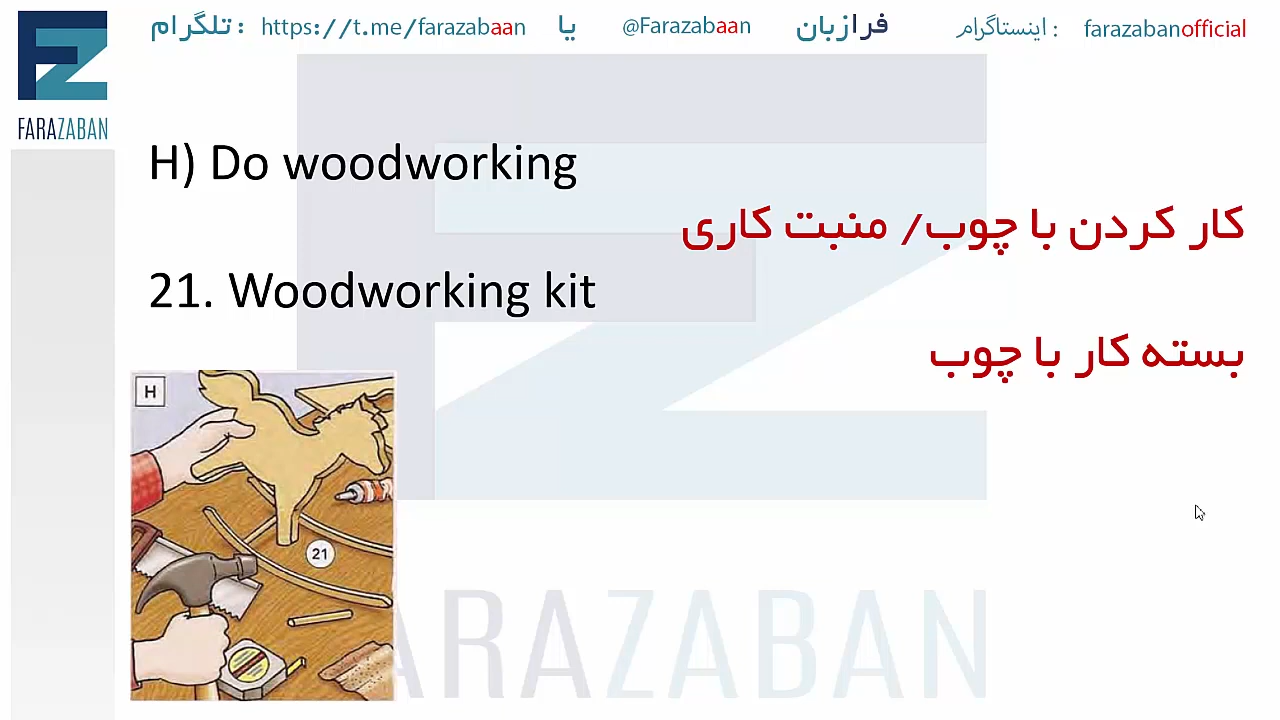 تلگرام : https://t.me/farazabaan یا @Farazabaan فرازبان اینستاگرام : farazabanofficial
FZ
FARAZABAN
H) Do woodworking
کار کردن با چوب/ منبت کاری
21. Woodworking kit
بسته کار با چوب
H
21
FARAZABAN